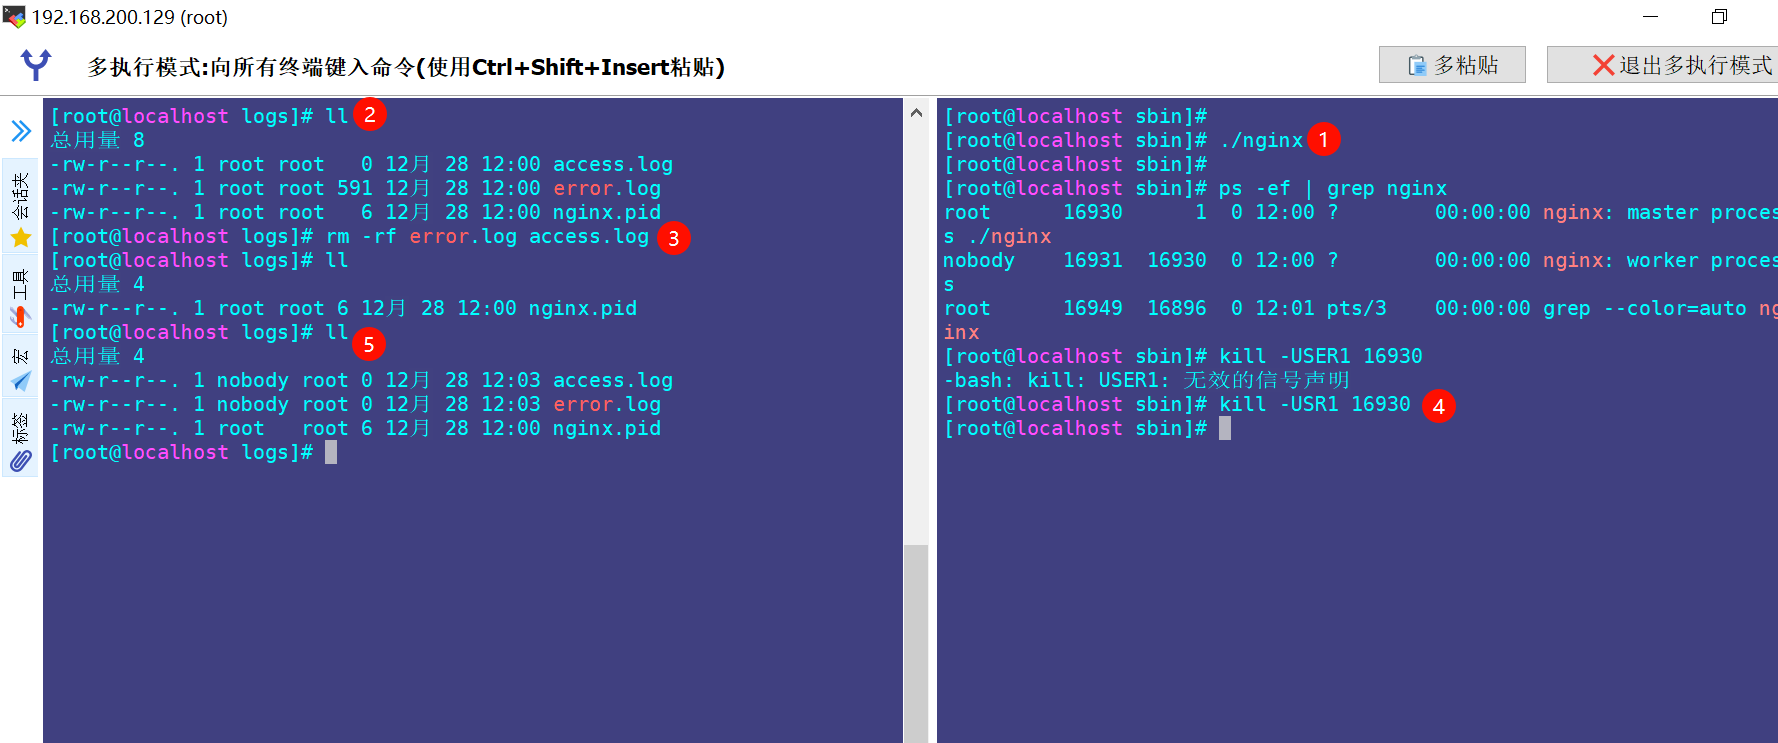 192.168.200.129 (root)
多执行模式:向所有终端键入命令(使用Ctrl+Shift+Insert粘贴)
多粘贴
退出多执行模式
会话夹
工具
宏
标签
[root@localhost logs]# ll 2
总用量 8
-rw-r--r--. 1 root root   0 12月 28 12:00 access.log
-rw-r--r--. 1 root root 591 12月 28 12:00 error.log
-rw-r--r--. 1 root root   6 12月 28 12:00 nginx.pid
[root@localhost logs]# rm -rf error.log access.log 3
[root@localhost logs]# ll
总用量 4
-rw-r--r--. 1 root root 6 12月 28 12:00 nginx.pid
[root@localhost logs]# ll
5
总用量 4
-rw-r--r--. 1 nobody root 0 12月 28 12:03 access.log
-rw-r--r--. 1 nobody root 0 12月 28 12:03 error.log
-rw-r--r--. 1 root   root 6 12月 28 12:00 nginx.pid
[root@localhost logs]#
[root@localhost sbin]#
[root@localhost sbin]# ./nginx 1
[root@localhost sbin]#
[root@localhost sbin]# ps -ef | grep nginx
root      16930      1  0 12:00 ?        00:00:00 nginx: master proces
s ./nginx
nobody    16931  16930  0 12:00 ?        00:00:00 nginx: worker proces
s
root      16949  16896  0 12:01 pts/3    00:00:00 grep --color=auto ng
inx
[root@localhost sbin]# kill -USER1 16930
-bash: kill: USER1: 无效的信号声明
[root@localhost sbin]# kill -USR1 16930 4
[root@localhost sbin]#